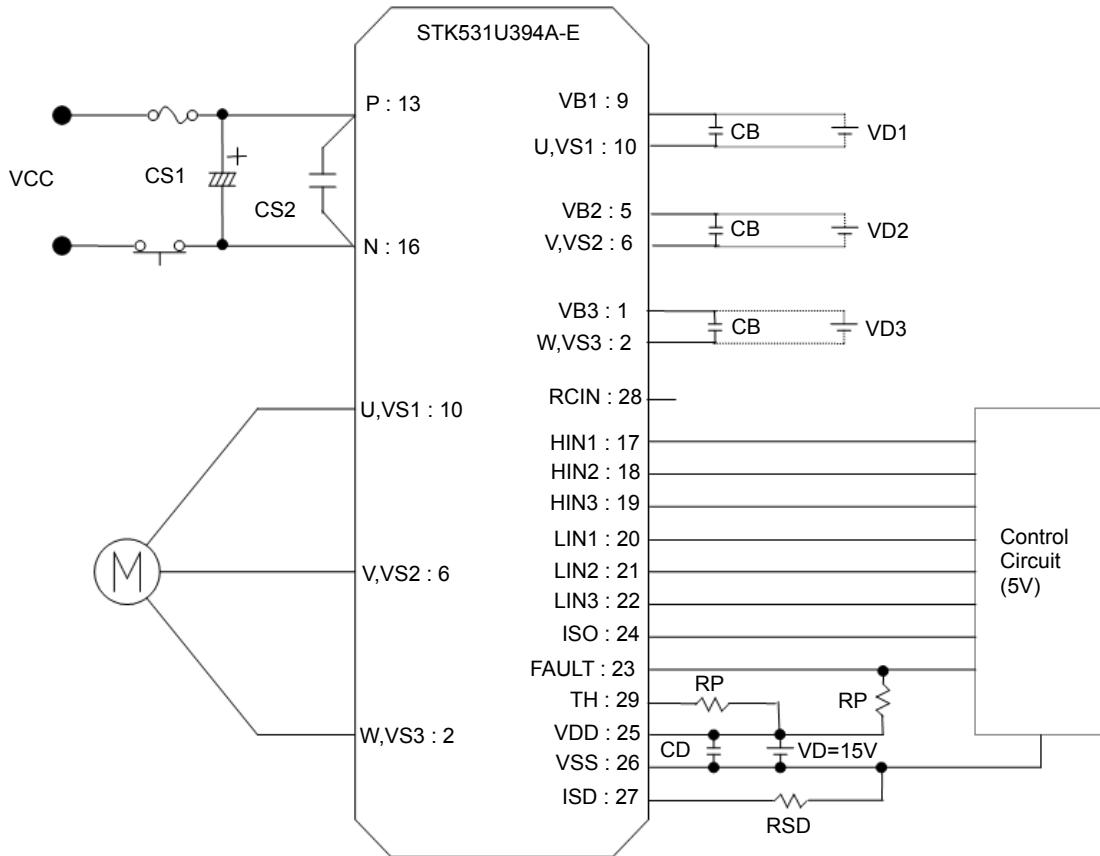 STK531U394A-E
P : 13
VB1 : 9
CB
VD1
U,VS1 : 10
+
VCC
CS1
CS2
VB2 : 5
CB
VD2
V,VS2 : 6
N : 16
VB3 : 1
CB
VD3
W,VS3 : 2
RCIN : 28
U,VS1 : 10
HIN1 : 17
HIN2 : 18
HIN3 : 19
LIN1 : 20
Control
Circuit
(5V)
M
V,VS2 : 6
LIN2 : 21
LIN3 : 22
ISO : 24
FAULT : 23
RP
TH : 29
RP
W,VS3 : 2
VDD : 25
CD
VD=15V
VSS : 26
ISD : 27
RSD